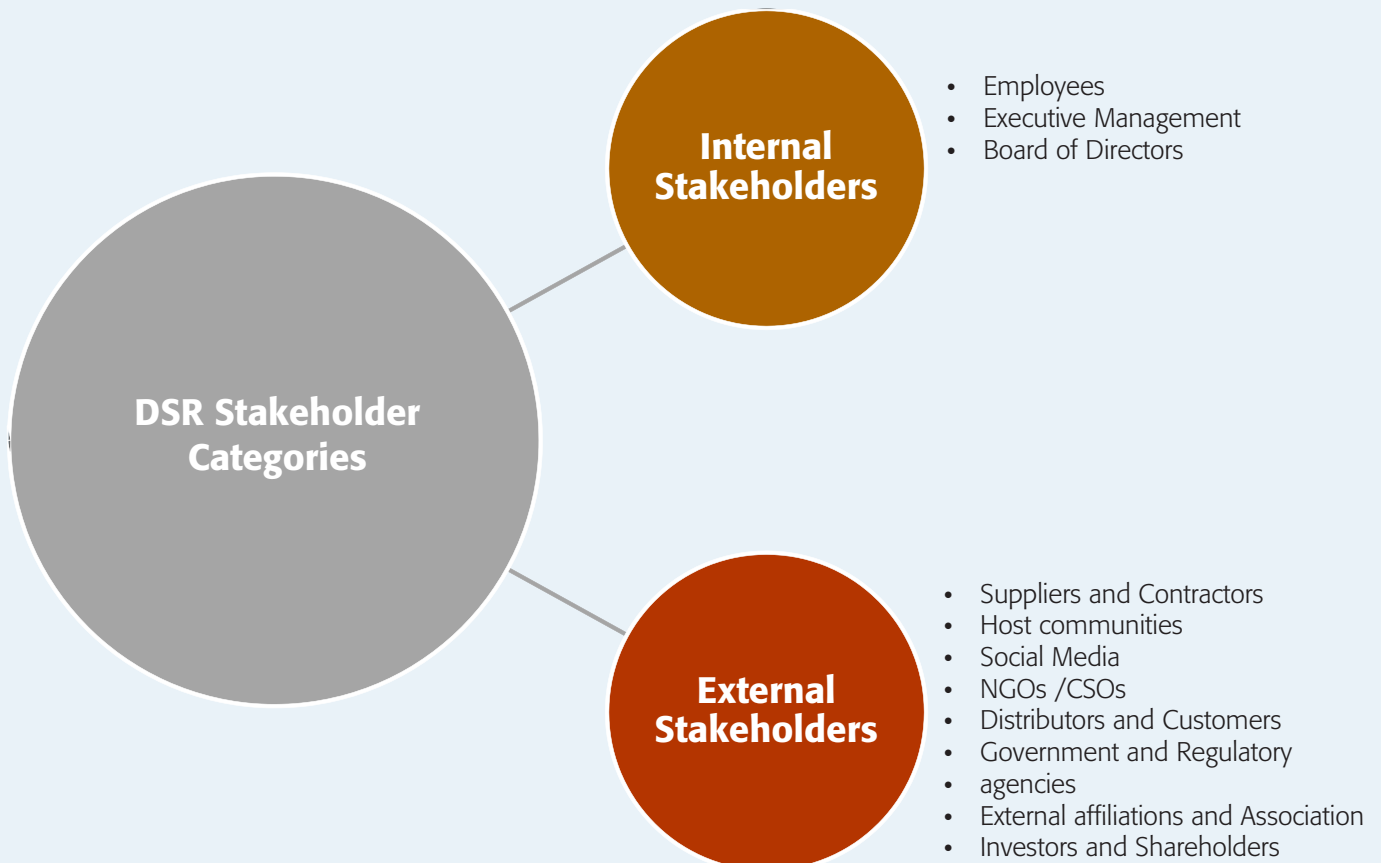 DSR Stakeholder
Categories
Internal
Stakeholders
• Employees
• Executive Management
• Board of Directors
External
Stakeholders
• Suppliers and Contractors
• Host communities
• Social Media
• NGOs /CSOs
• Distributors and Customers
• Government and Regulatory
• agencies
• External affiliations and Association
• Investors and Shareholders